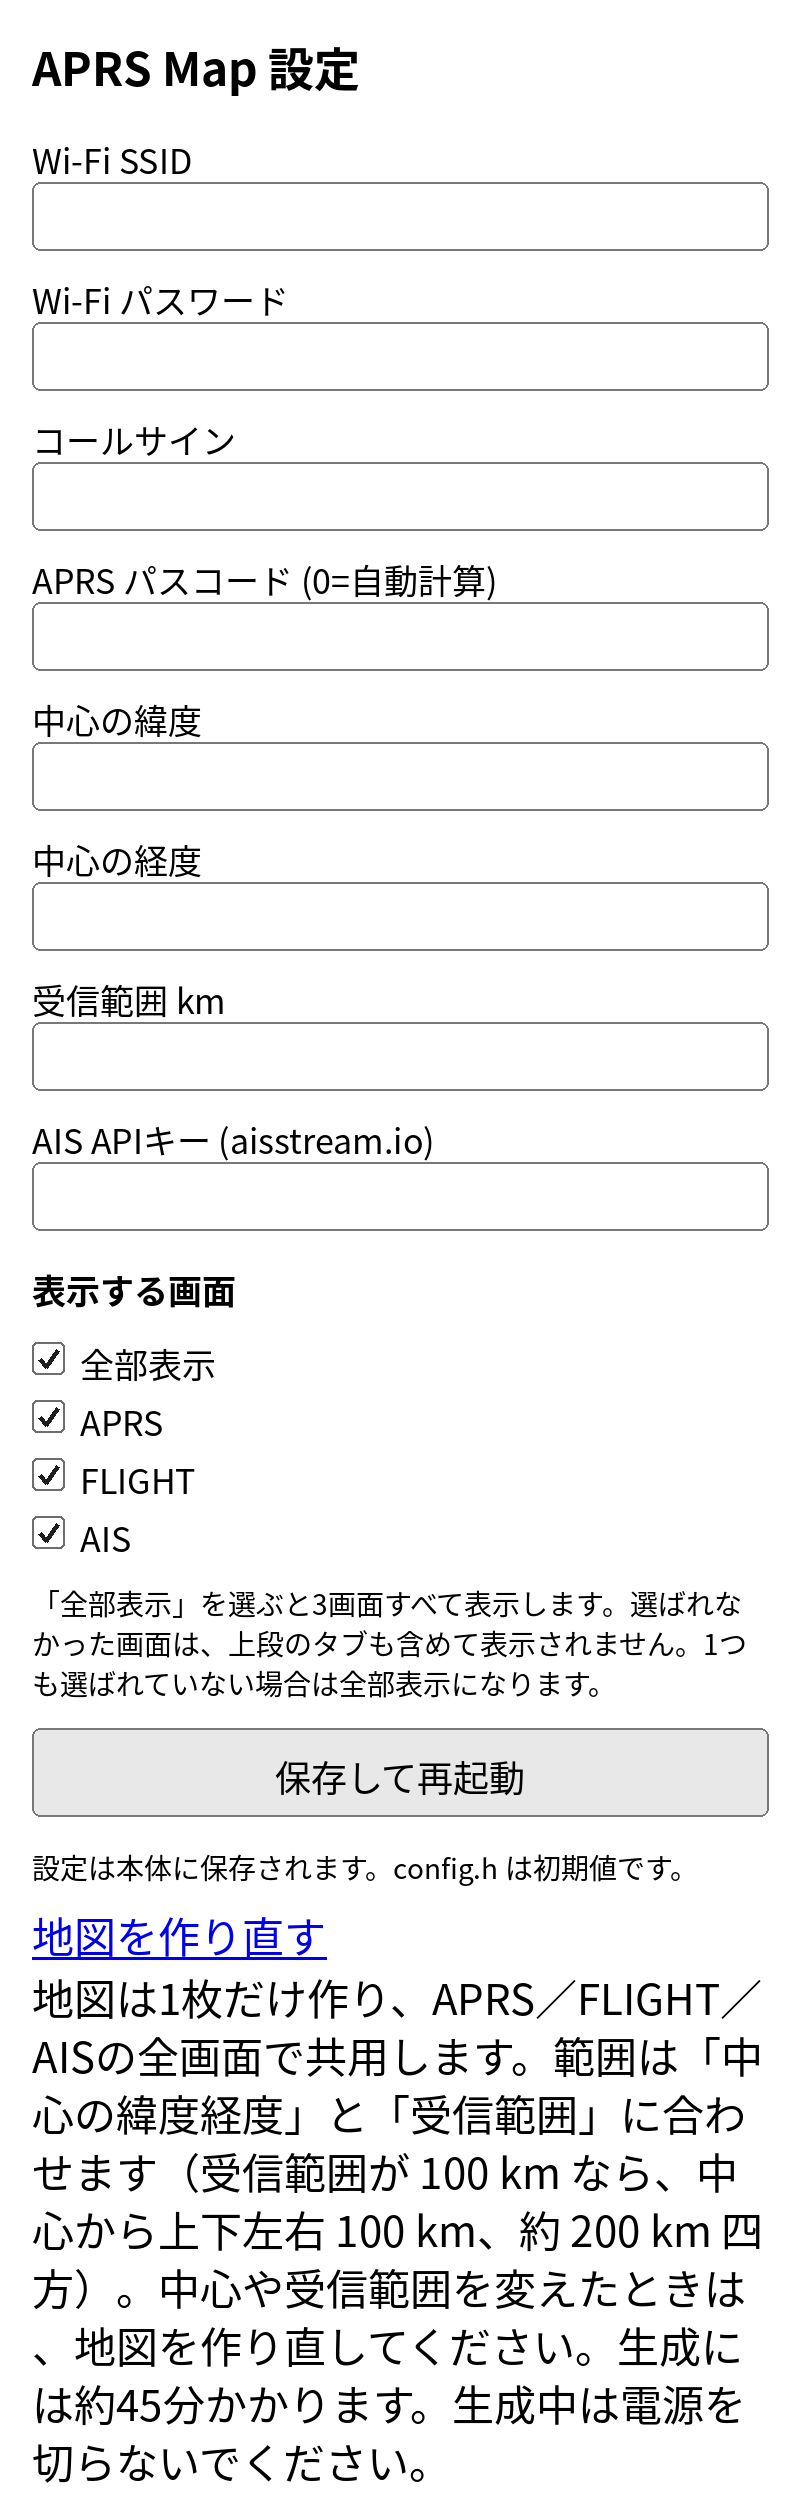 APRS Map 設定
Wi-Fi SSID
Wi-Fi パスワード
コールサイン
APRS パスコード (0=自動計算)
中心の緯度
中心の経度
受信範囲 km
AIS APIキー (aisstream.io)
表示する画面
全部表示
APRS
FLIGHT
AIS
「全部表示」を選ぶと3画面すべて表示します。選ばれな
かった画面は、上段のタブも含めて表示されません。1つ
も選ばれていない場合は全部表示になります。
保存して再起動
設定は本体に保存されます。config.h は初期値です。
地図を作り直す
地図は1枚だけ作り、APRS／FLIGHT／
AISの全画面で共用します。範囲は「中
心の緯度経度」と「受信範囲」に合わ
せます（受信範囲が 100 km なら、中
心から上下左右 100 km、約 200 km 四
方）。中心や受信範囲を変えたときは
、地図を作り直してください。生成に
は約45分かかります。生成中は電源を
切らないでください。